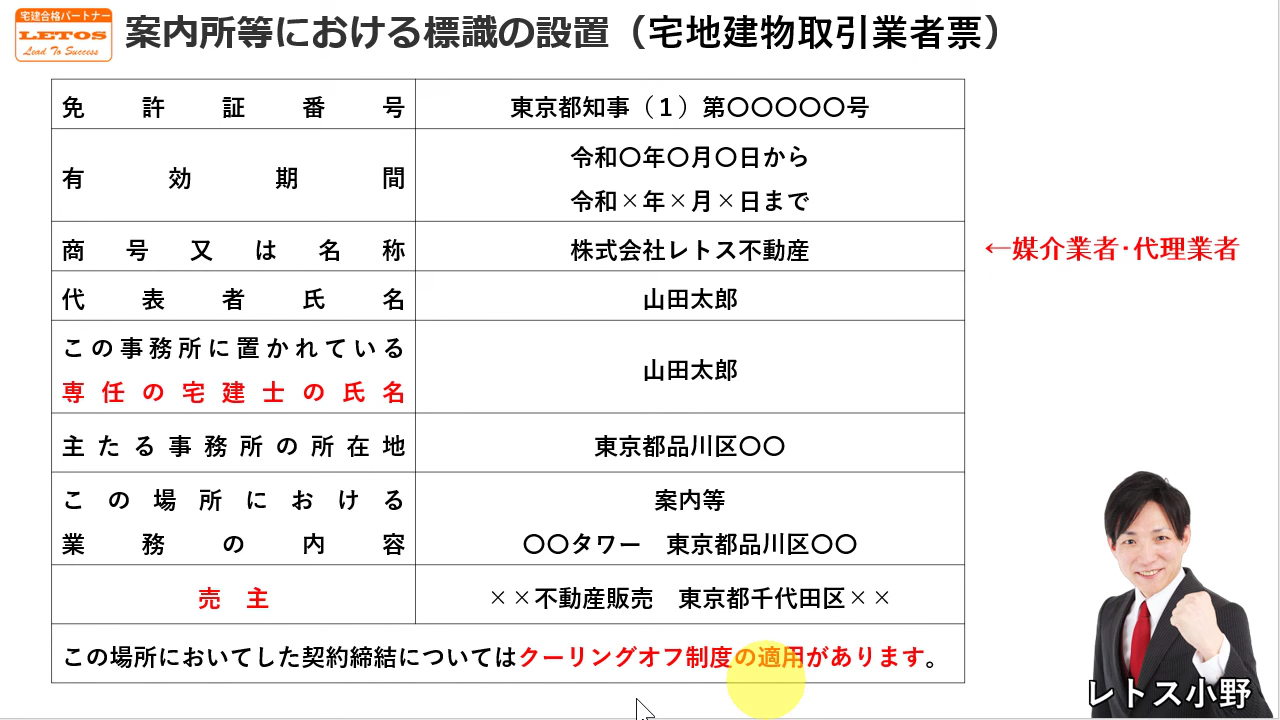 宅建合格パートナー
LETOS
Lead To Success
案内所等における標識の設置（宅地建物取引業者票）
免許証番号
東京都知事（１）第〇〇〇〇〇号
有効期間
令和〇年〇月〇日から
令和×年×月×日まで
商号又は名称
株式会社レトス不動産
←媒介業者･代理業者
代表者氏名
山田太郎
この事務所に置かれている
専任の宅建士の氏名
山田太郎
主たる事務所の所在地
東京都品川区〇〇
この場所における
業務の内容
案内等
〇〇タワー　東京都品川区〇〇
売　主
××不動産販売　東京都千代田区××
この場所においてした契約締結についてはクーリングオフ制度の適用があります。
レトス小野